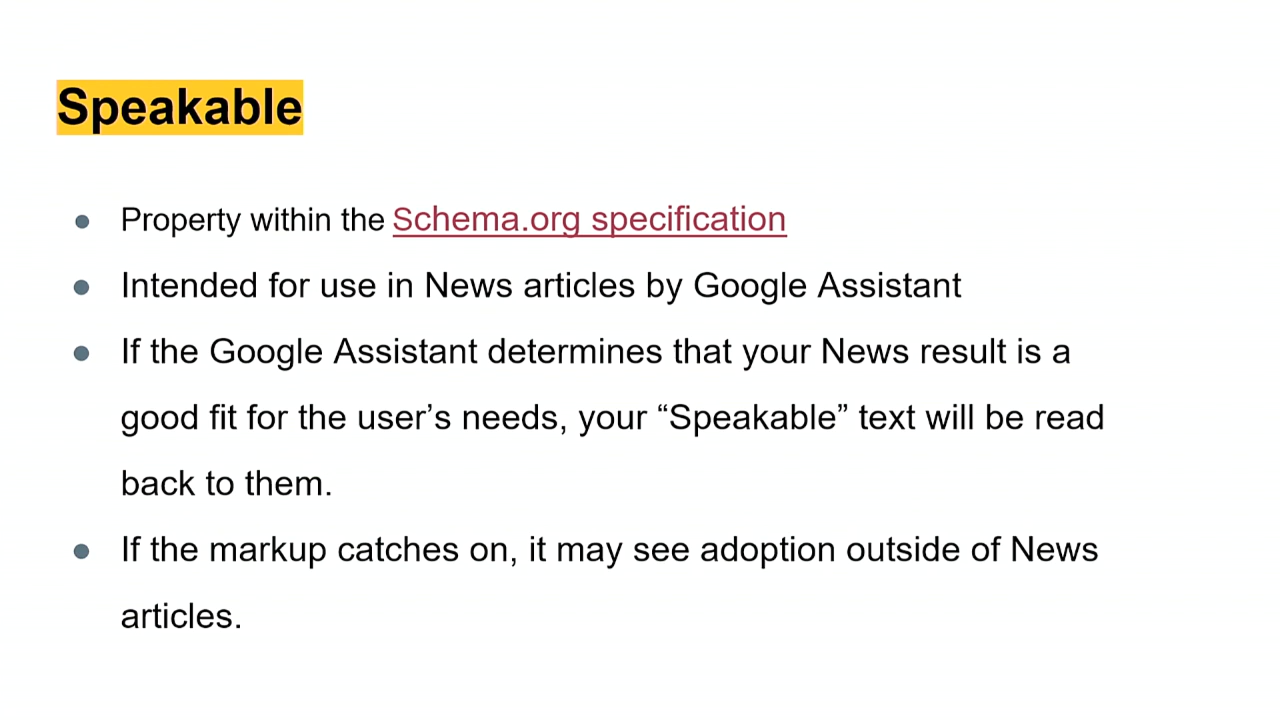 Speakable
● Property within the Schema.org specification
● Intended for use in News articles by Google Assistant
● If the Google Assistant determines that your News result is a
good fit for the user’s needs, your “Speakable” text will be read
back to them.
● If the markup catches on, it may see adoption outside of News
articles.